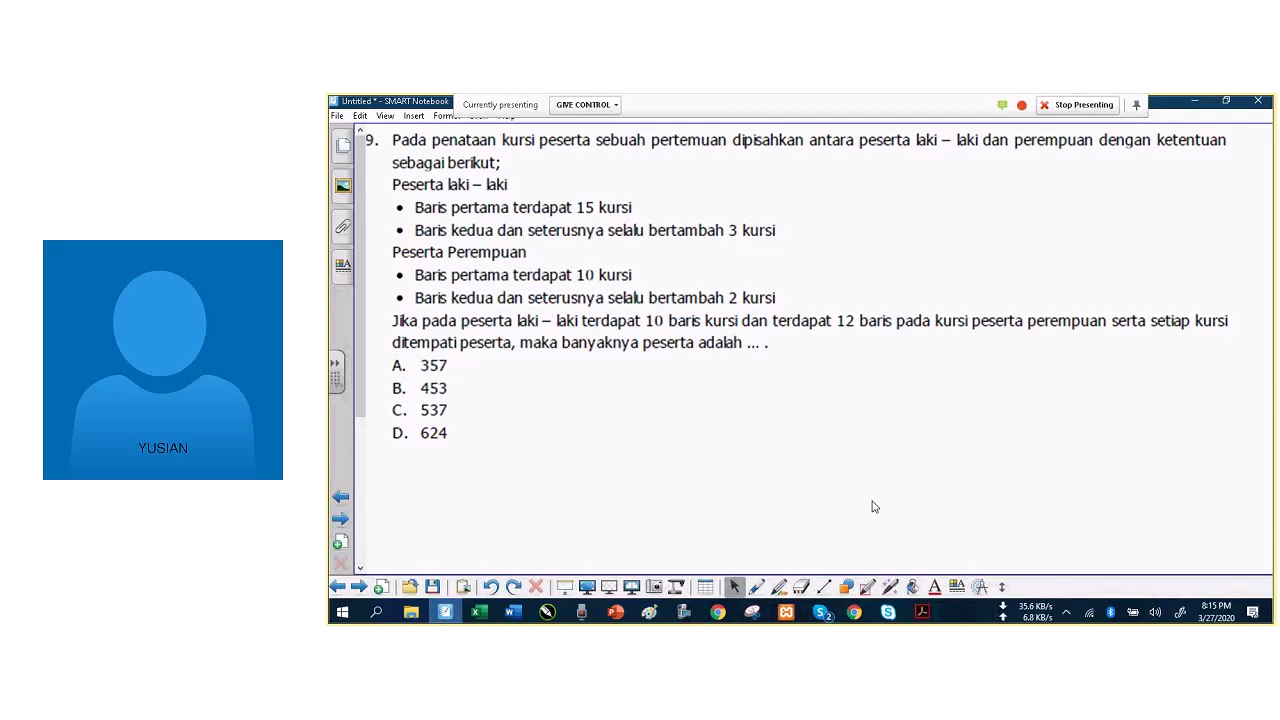 Untitled * - SMART Notebook
Currently presenting
GIVE CONTROL
Stop Presenting
File Edit View Insert Format
9. Pada penataan kursi peserta sebuah pertemuan dipisahkan antara peserta laki – laki dan perempuan dengan ketentuan
sebagai berikut;
Peserta laki – laki
• Baris pertama terdapat 15 kursi
• Baris kedua dan seterusnya selalu bertambah 3 kursi
Peserta Perempuan
• Baris pertama terdapat 10 kursi
• Baris kedua dan seterusnya selalu bertambah 2 kursi
Jika pada peserta laki – laki terdapat 10 baris kursi dan terdapat 12 baris pada kursi peserta perempuan serta setiap kursi
ditempati peserta, maka banyaknya peserta adalah ... .
A. 357
B. 453
C. 537
D. 624
YUSIAN
35.6 KB/s
6.8 KB/s
8:15 PM
3/27/2020